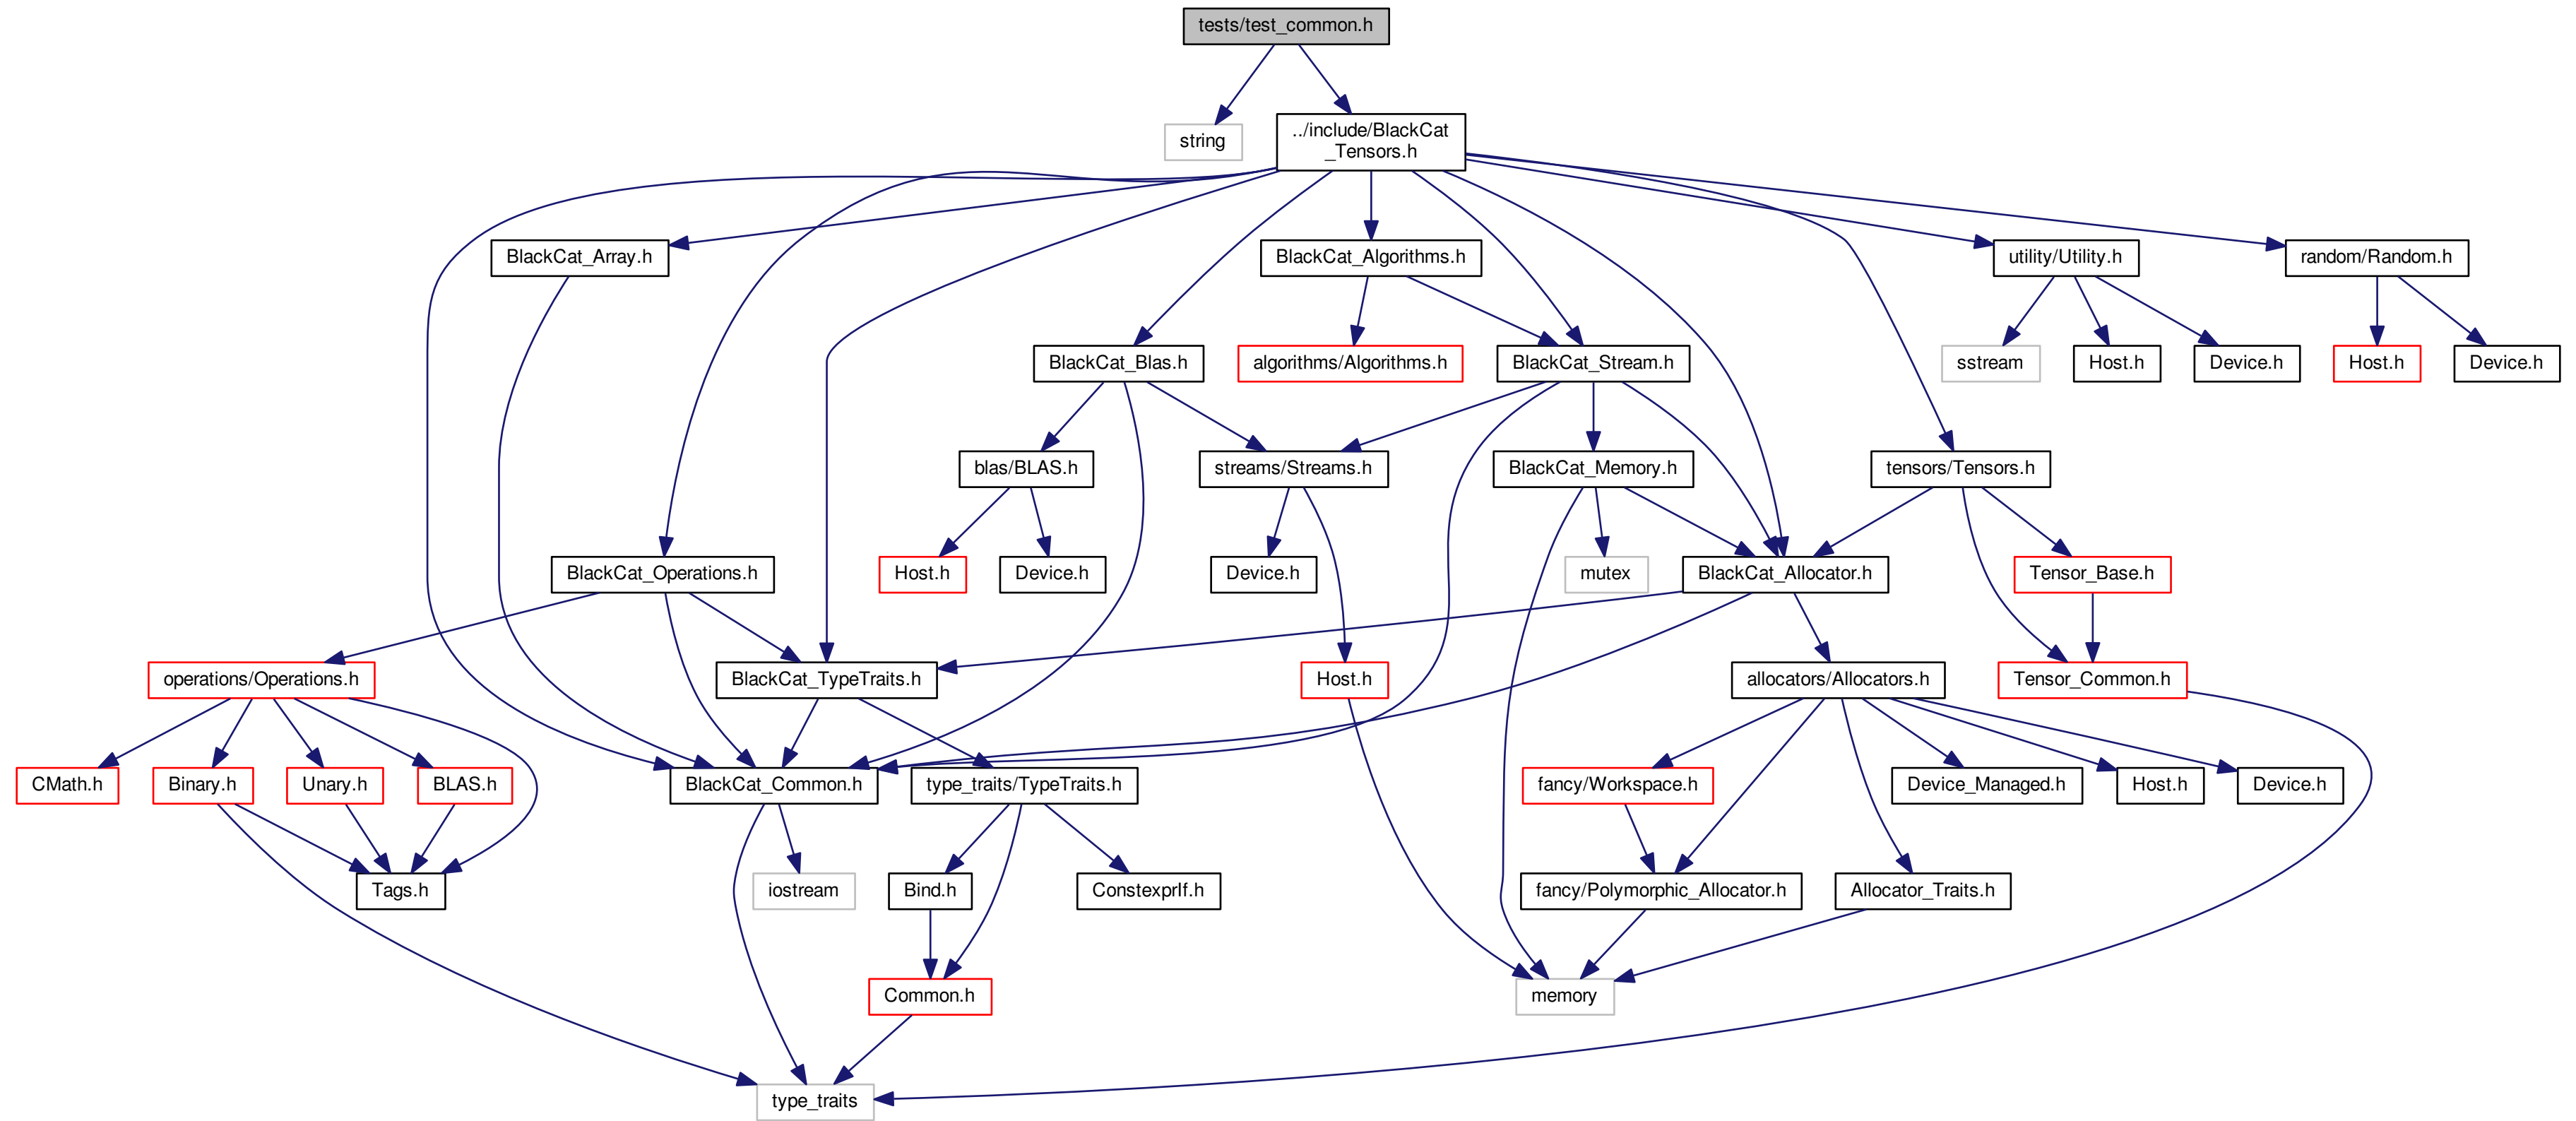 tests/test_common.h
string
../include/BlackCat
_Tensors.h
BlackCat_Array.h
BlackCat_Algorithms.h
utility/Utility.h
random/Random.h
BlackCat_Blas.h
algorithms/Algorithms.h
BlackCat_Stream.h
sstream
Host.h
Device.h
Host.h
Device.h
blas/BLAS.h
streams/Streams.h
BlackCat_Memory.h
tensors/Tensors.h
BlackCat_Operations.h
Host.h
Device.h
Device.h
mutex
BlackCat_Allocator.h
Tensor_Base.h
operations/Operations.h
BlackCat_TypeTraits.h
Host.h
allocators/Allocators.h
Tensor_Common.h
CMath.h
Binary.h
Unary.h
BLAS.h
BlackCat_Common.h
type_traits/TypeTraits.h
fancy/Workspace.h
Device_Managed.h
Host.h
Device.h
Tags.h
iostream
Bind.h
ConstexprIf.h
fancy/Polymorphic_Allocator.h
Allocator_Traits.h
Common.h
memory
type_traits